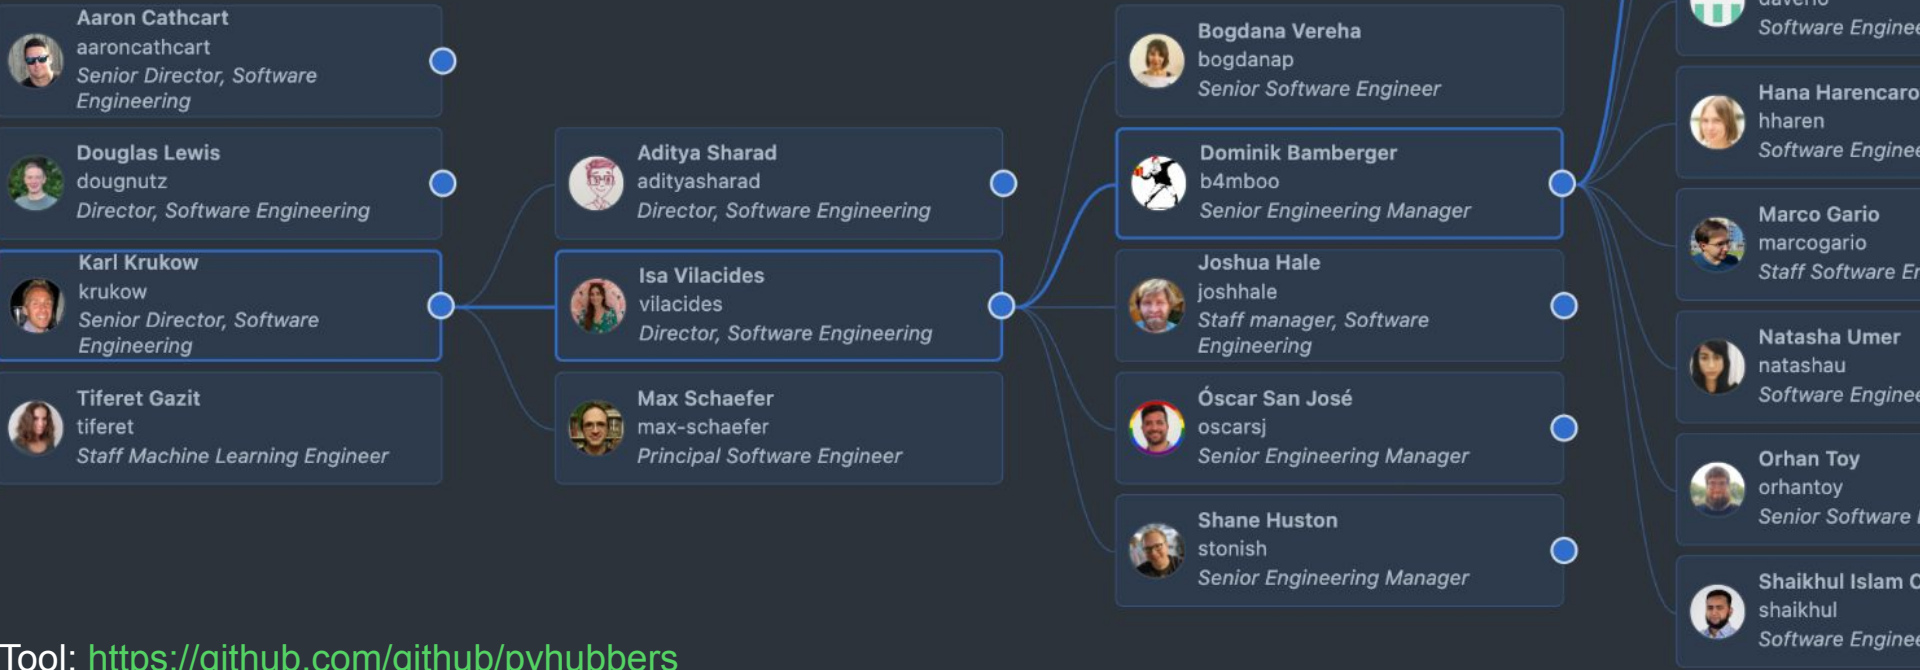 Aaron Cathcart
aaroncathcart
Senior Director, Software
Engineering
Douglas Lewis
dougnutz
Director, Software Engineering
Karl Krukow
krukow
Senior Director, Software
Engineering
Tiferet Gazit
tiferet
Staff Machine Learning Engineer
Aditya Sharad
adityasharad
Director, Software Engineering
Isa Vilacides
vilacides
Director, Software Engineering
Max Schaefer
max-schaefer
Principal Software Engineer
Bogdana Vereha
bogdanap
Senior Software Engineer
Dominik Bamberger
b4mboo
Senior Engineering Manager
Joshua Hale
joshhale
Staff manager, Software
Engineering
Óscar San José
oscarsj
Senior Engineering Manager
Shane Huston
stonish
Senior Engineering Manager
Software
Hana Harencaro
hharen
Software
Marco Gario
marcogario
Staff Software
Natasha Umer
natashau
Software
Orhan Toy
orhantoy
Senior Software
Shaikhul Islam
shaikhul
Software
Tool: https://github.com/github/pyhubbers